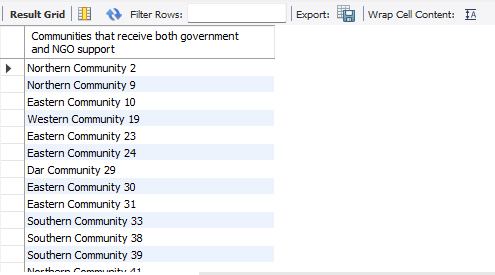 Result Grid Filter Rows: Export: Wrap Cell Content:
Communities that receive both government
and NGO support
Northern Community 2
Northern Community 9
Eastern Community 10
Western Community 19
Eastern Community 23
Eastern Community 24
Dar Community 29
Eastern Community 30
Eastern Community 31
Southern Community 33
Southern Community 38
Southern Community 39
Northern Community 41